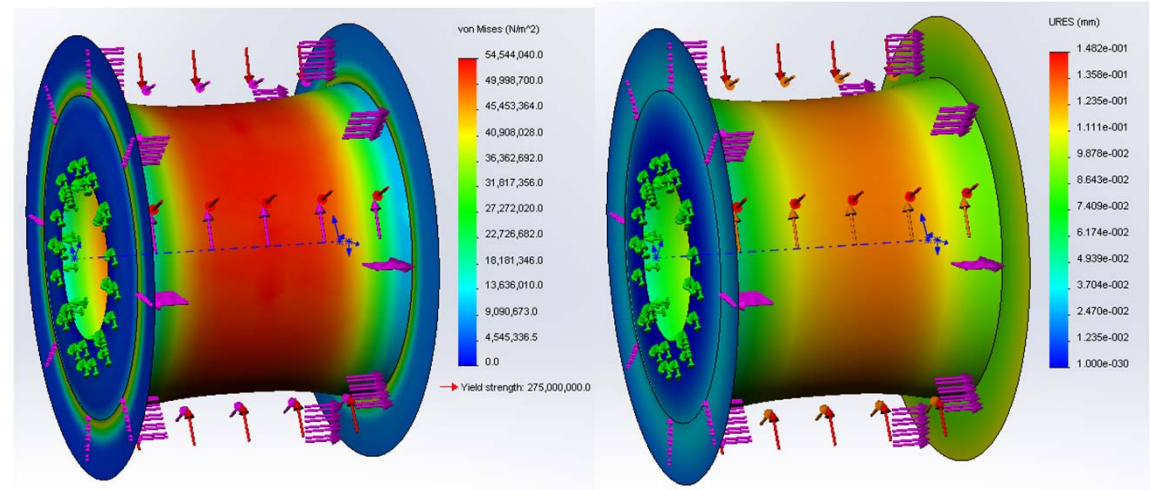 von Mises (N/m^2)
54,544,040.0
49,998,700.0
45,453,364.0
40,908,028.0
36,362,692.0
31,817,356.0
27,272,020.0
22,726,682.0
18,181,346.0
13,636,010.0
9,090,673.0
4,545,336.5
0.0
Yield strength: 275,000,000.0
URES (mm)
1.482e-001
1.358e-001
1.235e-001
1.111e-001
9.878e-002
8.643e-002
7.409e-002
6.174e-002
4.939e-002
3.704e-002
2.470e-002
1.235e-002
1.000e-030